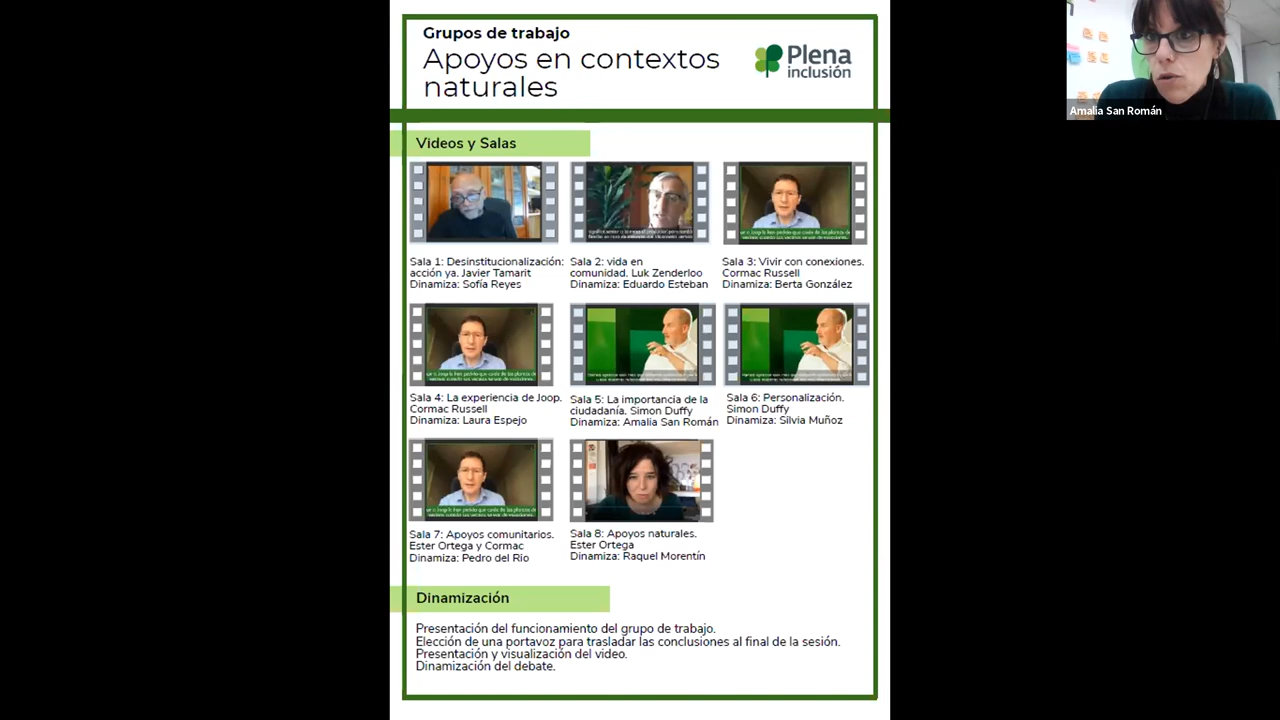 Grupos de trabajo
Apoyos en contextos
naturales
Plena
inclusión
Amalia San Román
Videos y Salas
Sala 1: Desinstitucionalización:
acción ya. Javier Tamarit
Dinamiza: Sofía Reyes
Sala 2: vida en
comunidad. Luk Zenderloo
Dinamiza: Eduardo Esteban
Sala 3: Vivir con conexiones.
Cormac Russell
Dinamiza: Berta González
Sala 4: La experiencia de Joop.
Cormac Russell
Dinamiza: Laura Espejo
Sala 5: La importancia de la
ciudadanía. Simon Duffy
Dinamiza: Amalia San Román
Sala 6: Personalización.
Simon Duffy
Dinamiza: Silvia Muñoz
Sala 7: Apoyos comunitarios.
Ester Ortega y Cormac
Dinamiza: Pedro del Rio
Sala 8: Apoyos naturales.
Ester Ortega
Dinamiza: Raquel Morentín
Dinamización
Presentación del funcionamiento del grupo de trabajo.
Elección de una portavoz para trasladar las conclusiones al final de la sesión.
Presentación y visualización del video.
Dinamización del debate.